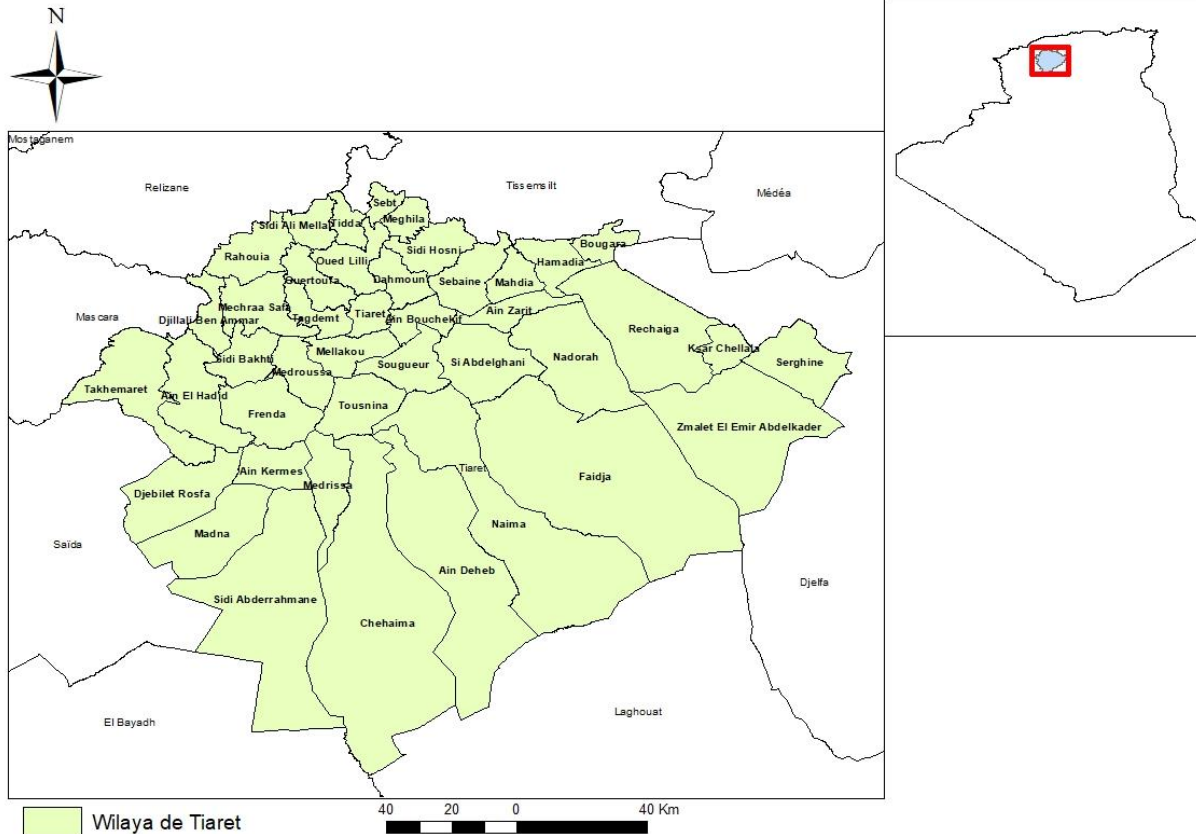 N
Mostaganem
Relizane
Tissemsilt
Médéa
Sebt
Meghila
Sidi Ali Mellal
Tidda
Bougara
Sidi Hosni
Rahouia
Oued Lilli
Hamadia
Guertoufa
Dahmouni
Sebaine
Mahdia
Mechraa Safa
Tiaret
Ain Zarit
Mascara
Djillali Ben Ammar
Tagdemt
Ain Bouchekif
Rechaiga
Ksar Chellala
Mellakou
Sidi Bakhti
Nadorah
Serghine
Sougueur
Si Abdelghani
Medroussa
Takhemaret
Ain El Hadid
Tousnina
Frenda
Zmalet El Emir Abdelkader
Ain Kermes
Tiaret
Faidja
Medrissa
Djebilet Rosfa
Naima
Madna
Saïda
Ain Deheb
Djelfa
Sidi Abderrahmane
Chehaima
Laghouat
El Bayadh
40 20 0 40 Km
Wilaya de Tiaret